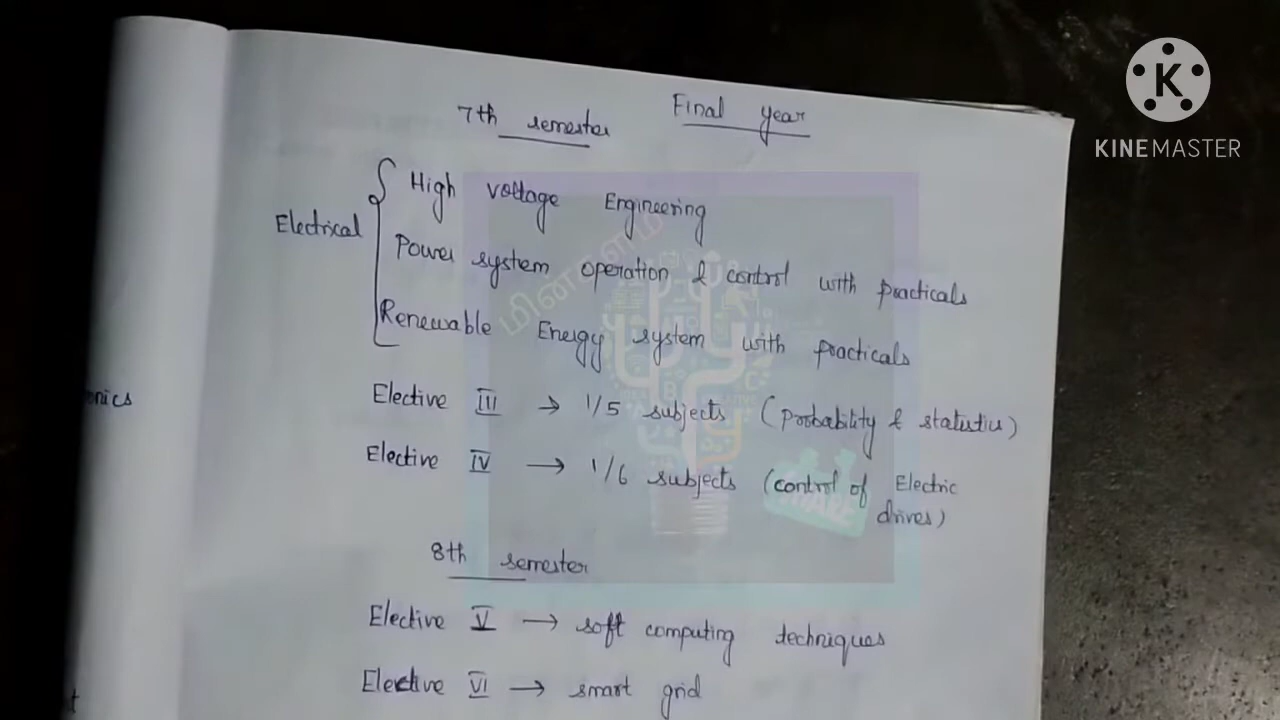 K
KINEMASTER
7th semester Final year
Electrical
High voltage Engineering
Power system operation & control with practicals
Renewable Energy system with practicals
onics
Elective III → 1/5 subjects (Probability & statistics)
Elective IV → 1/6 subjects (control of Electric
drives)
மின்னணம்
8th semester
Elective V → soft computing techniques
Elective VI → smart grid